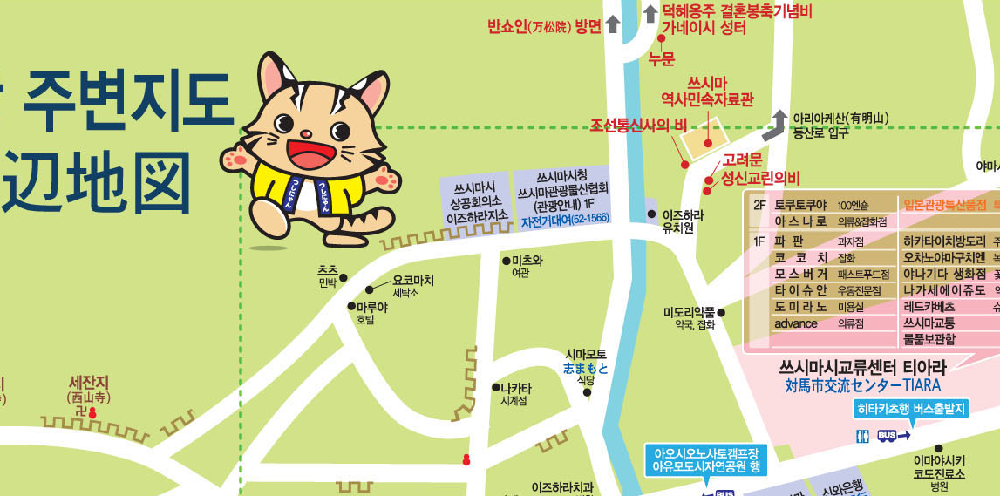 주변지도
辺地図
つしにゃん
つしにゃん
반쇼인(万松院) 방면
덕혜옹주 결혼봉축기념비
가네이시 성터
누문
쓰시마
역사민속자료관
조선통신사의 비
고려문
성신교린의비
아리아케산(有明山)
등산로 입구
야마
쓰시마시
상공회의소
이즈하라지소
쓰시마시청
쓰시마관광물산협회
(관광안내) 1F
자전거대여(52-1566)
이즈하라
유치원
미츠와
여관
츠츠
민박
요코마치
세탁소
마루야
호텔
미도리약품
약국, 잡화
시마모토
志まもと
식당
나카타
시계점
세잔지
(西山寺)
卍
2F 토쿠토쿠야 100엔숍 일본관광특산품점
아스나로 의류&잡화점
1F 파판 과자점 하카타이치방도리
코코치 잡화 오차노야마구치엔
모스버거 패스트푸드점 야나기다 생화점
타이슈안 우동전문점 나가세에이쥬도
도미라노 미용실 레드캬베츠
advance 의류점 쓰시마교통
물품보관함
쓰시마시교류센터 티아라
対馬市交流センターTIARA
히타카츠행 버스출발지
BUS
이마야시키
코도진료소
병원
아오시오노사토캠프장
아유모도시자연공원 행
BUS
이즈하라치과
신와은행